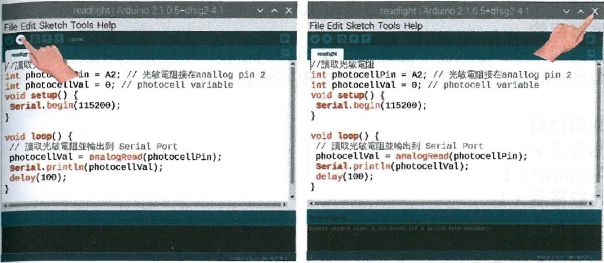 readlight | Arduino 2:1.0.5+dfsg2-4.1
File Edit Sketch Tools Help
readlight
//讀取光敏電阻
int photocellPin = A2; // 光敏電阻接在anallog pin 2
int photocellVal = 0; // photocell variable
void setup() {
Serial.begin(115200);
}
void loop() {
// 讀取光敏電阻並輸出到 Serial Port
photocellVal = analogRead(photocellPin);
Serial.println(photocellVal);
delay(100);
}
readlight | Arduino 2:1.0.5+dfsg2-4.1
File Edit Sketch Tools Help
readlight
//讀取光敏電阻
int photocellPin = A2; // 光敏電阻接在anallog pin 2
int photocellVal = 0; // photocell variable
void setup() {
Serial.begin(115200);
}
void loop() {
// 讀取光敏電阻並輸出到 Serial Port
photocellVal = analogRead(photocellPin);
Serial.println(photocellVal);
delay(100);
}